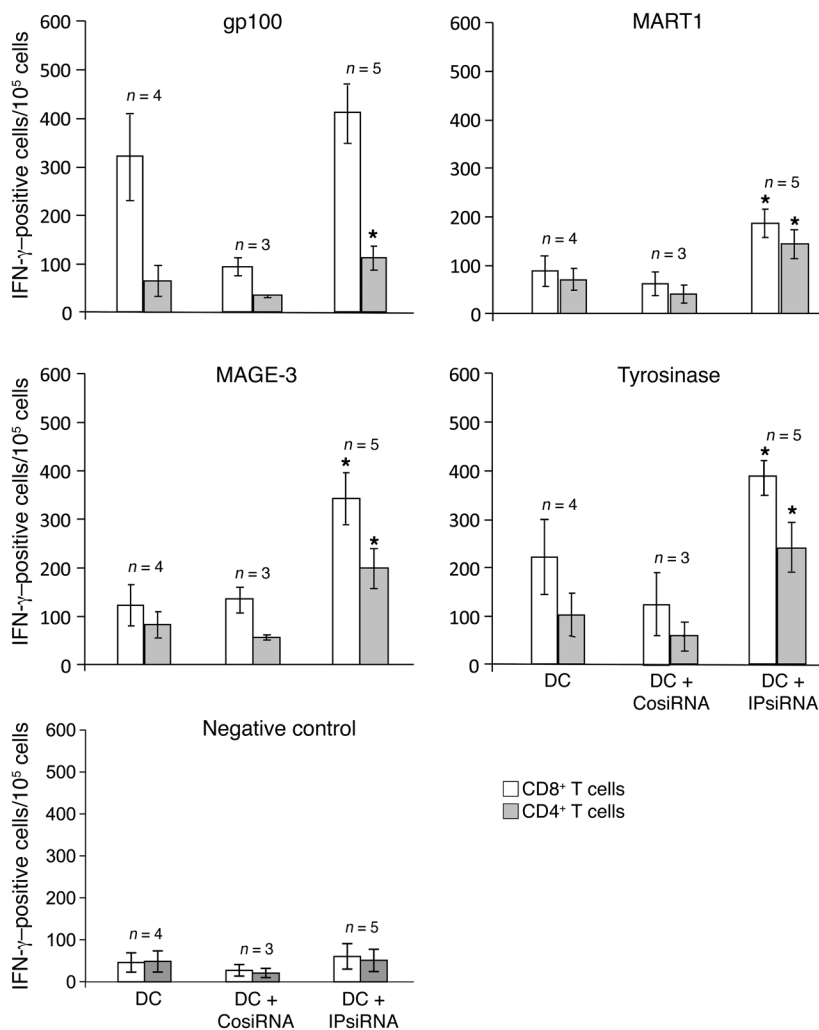 gp100
IFN-γ–positive cells/10⁵ cells
600
500
400
300
200
100
0
n = 4
n = 3
n = 5
*
MART1
600
500
400
300
200
100
0
n = 4
n = 3
n = 5
*
*
MAGE-3
IFN-γ–positive cells/10⁵ cells
600
500
400
300
200
100
0
n = 4
n = 3
n = 5
*
*
Tyrosinase
600
500
400
300
200
100
0
n = 4
n = 3
n = 5
*
*
DC
DC +
CosiRNA
DC +
IPsiRNA
Negative control
IFN-γ–positive cells/10⁵ cells
600
500
400
300
200
100
0
n = 4
n = 3
n = 5
DC
DC +
CosiRNA
DC +
IPsiRNA
CD8⁺ T cells
CD4⁺ T cells